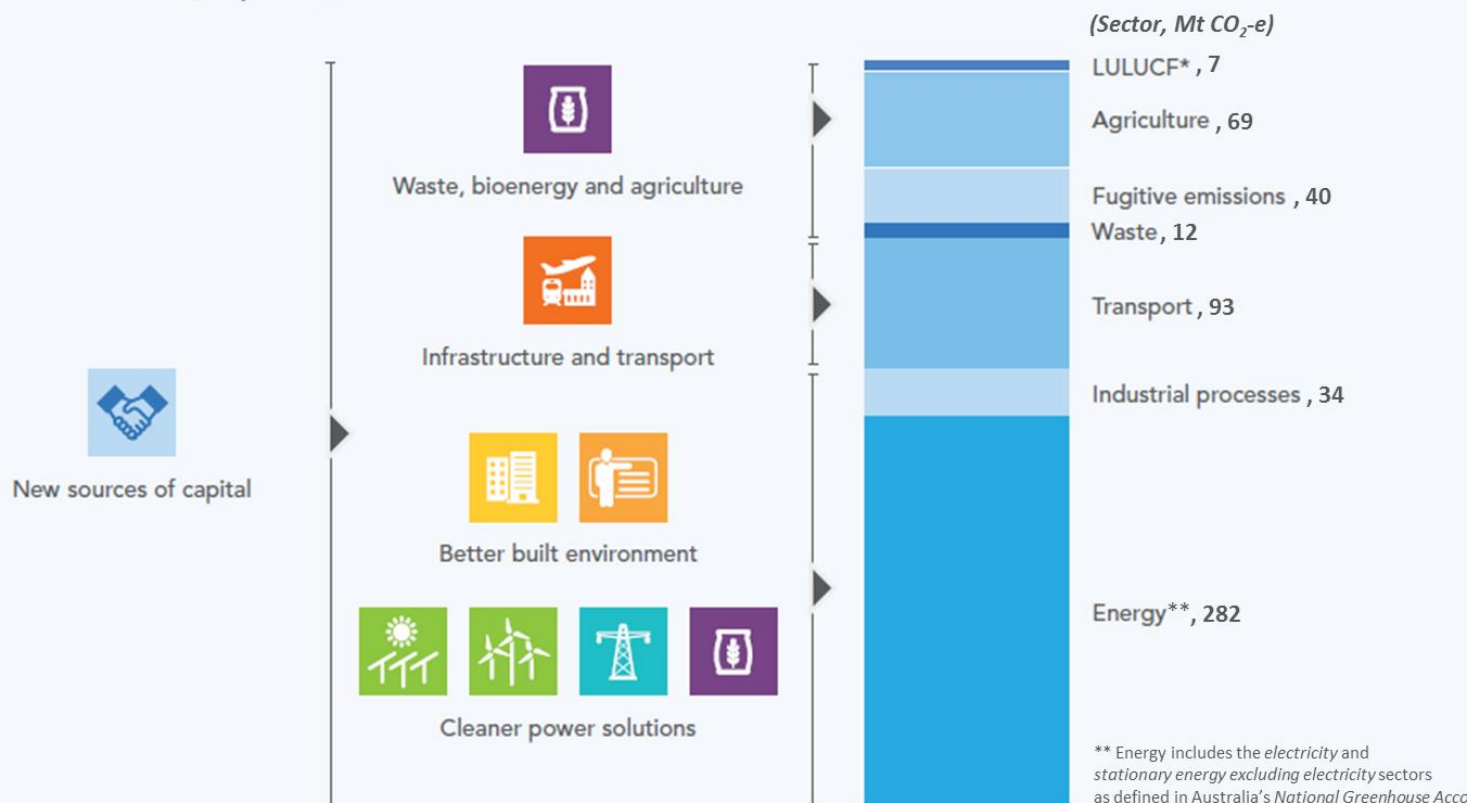 (Sector, Mt CO₂-e)
LULUCF* , 7
Agriculture , 69
Waste, bioenergy and agriculture
Fugitive emissions , 40
Waste, 12
Transport , 93
Infrastructure and transport
Industrial processes , 34
New sources of capital
Better built environment
Energy**, 282
Cleaner power solutions
** Energy includes the electricity and
stationary energy excluding electricity sectors
as defined in Australia's National Greenhouse